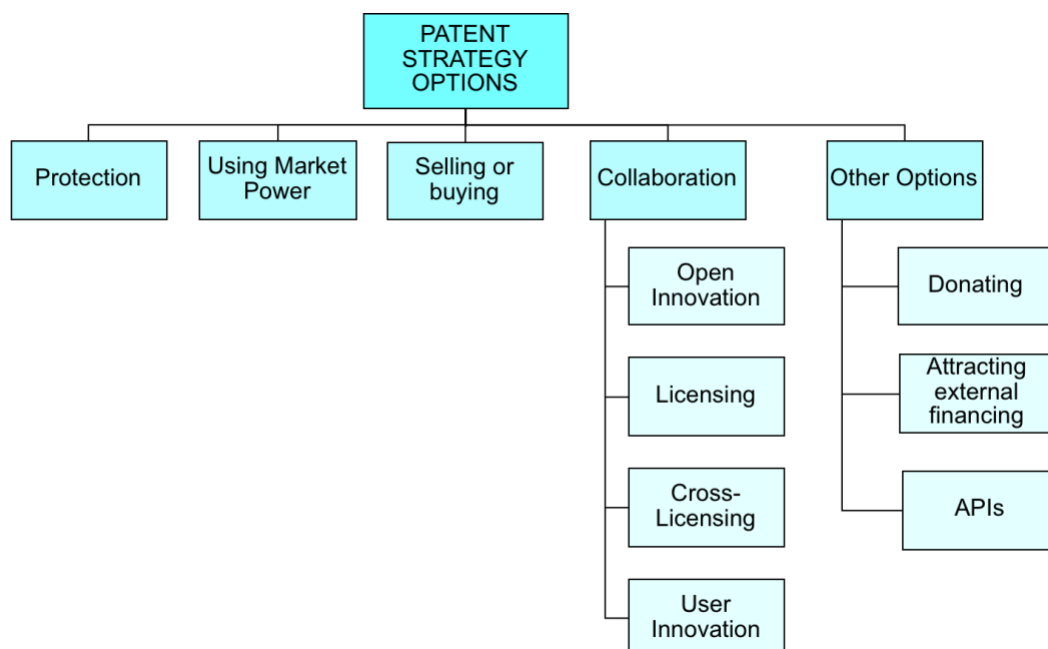 PATENT
STRATEGY
OPTIONS
Protection
Using Market
Power
Selling or
buying
Collaboration
Other Options
Open
Innovation
Licensing
Cross-
Licensing
User
Innovation
Donating
Attracting
external
financing
APIs